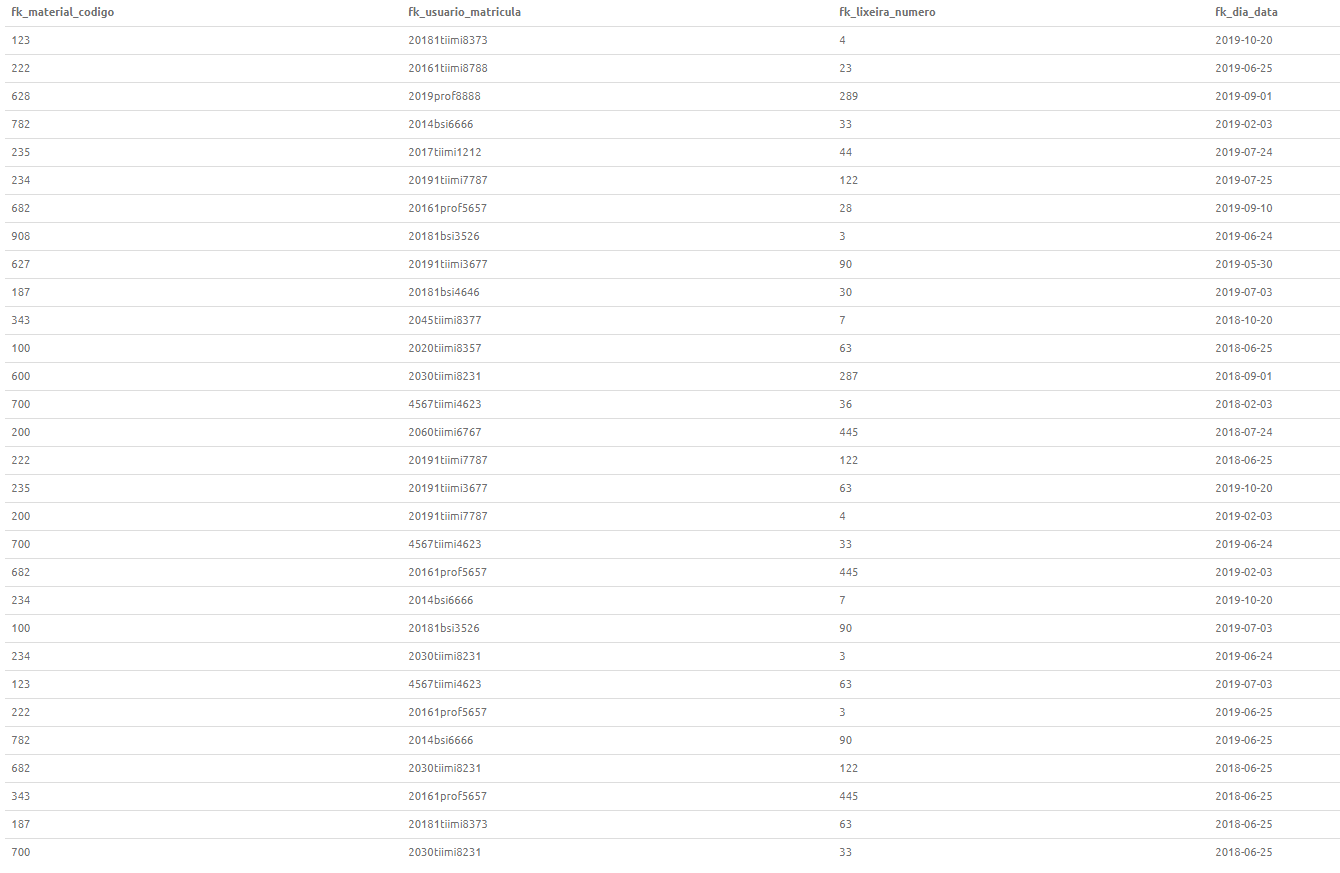 fk_material_codigo fk_usuario_matricula fk_lixeira_numero fk_dia_data
123 20181tiimi8373 4 2019-10-20
222 20161tiimi8788 23 2019-06-25
628 2019prof8888 289 2019-09-01
782 2014bsi6666 33 2019-02-03
235 2017tiimi1212 44 2019-07-24
234 20191tiimi7787 122 2019-07-25
682 20161prof5657 28 2019-09-10
908 20181bsi3526 3 2019-06-24
627 20191tiimi3677 90 2019-05-30
187 20181bsi4646 30 2019-07-03
343 2045tiimi8377 7 2018-10-20
100 2020tiimi8357 63 2018-06-25
600 2030tiimi8231 287 2018-09-01
700 4567tiimi4623 36 2018-02-03
200 2060tiimi6767 445 2018-07-24
222 20191tiimi7787 122 2018-06-25
235 20191tiimi3677 63 2019-10-20
200 20191tiimi7787 4 2019-02-03
700 4567tiimi4623 33 2019-06-24
682 20161prof5657 445 2019-02-03
234 2014bsi6666 7 2019-10-20
100 20181bsi3526 90 2019-07-03
234 2030tiimi8231 3 2019-06-24
123 4567tiimi4623 63 2019-07-03
222 20161prof5657 3 2019-06-25
782 2014bsi6666 90 2019-06-25
682 2030tiimi8231 122 2018-06-25
343 20161prof5657 445 2018-06-25
187 20181tiimi8373 63 2018-06-25
700 2030tiimi8231 33 2018-06-25